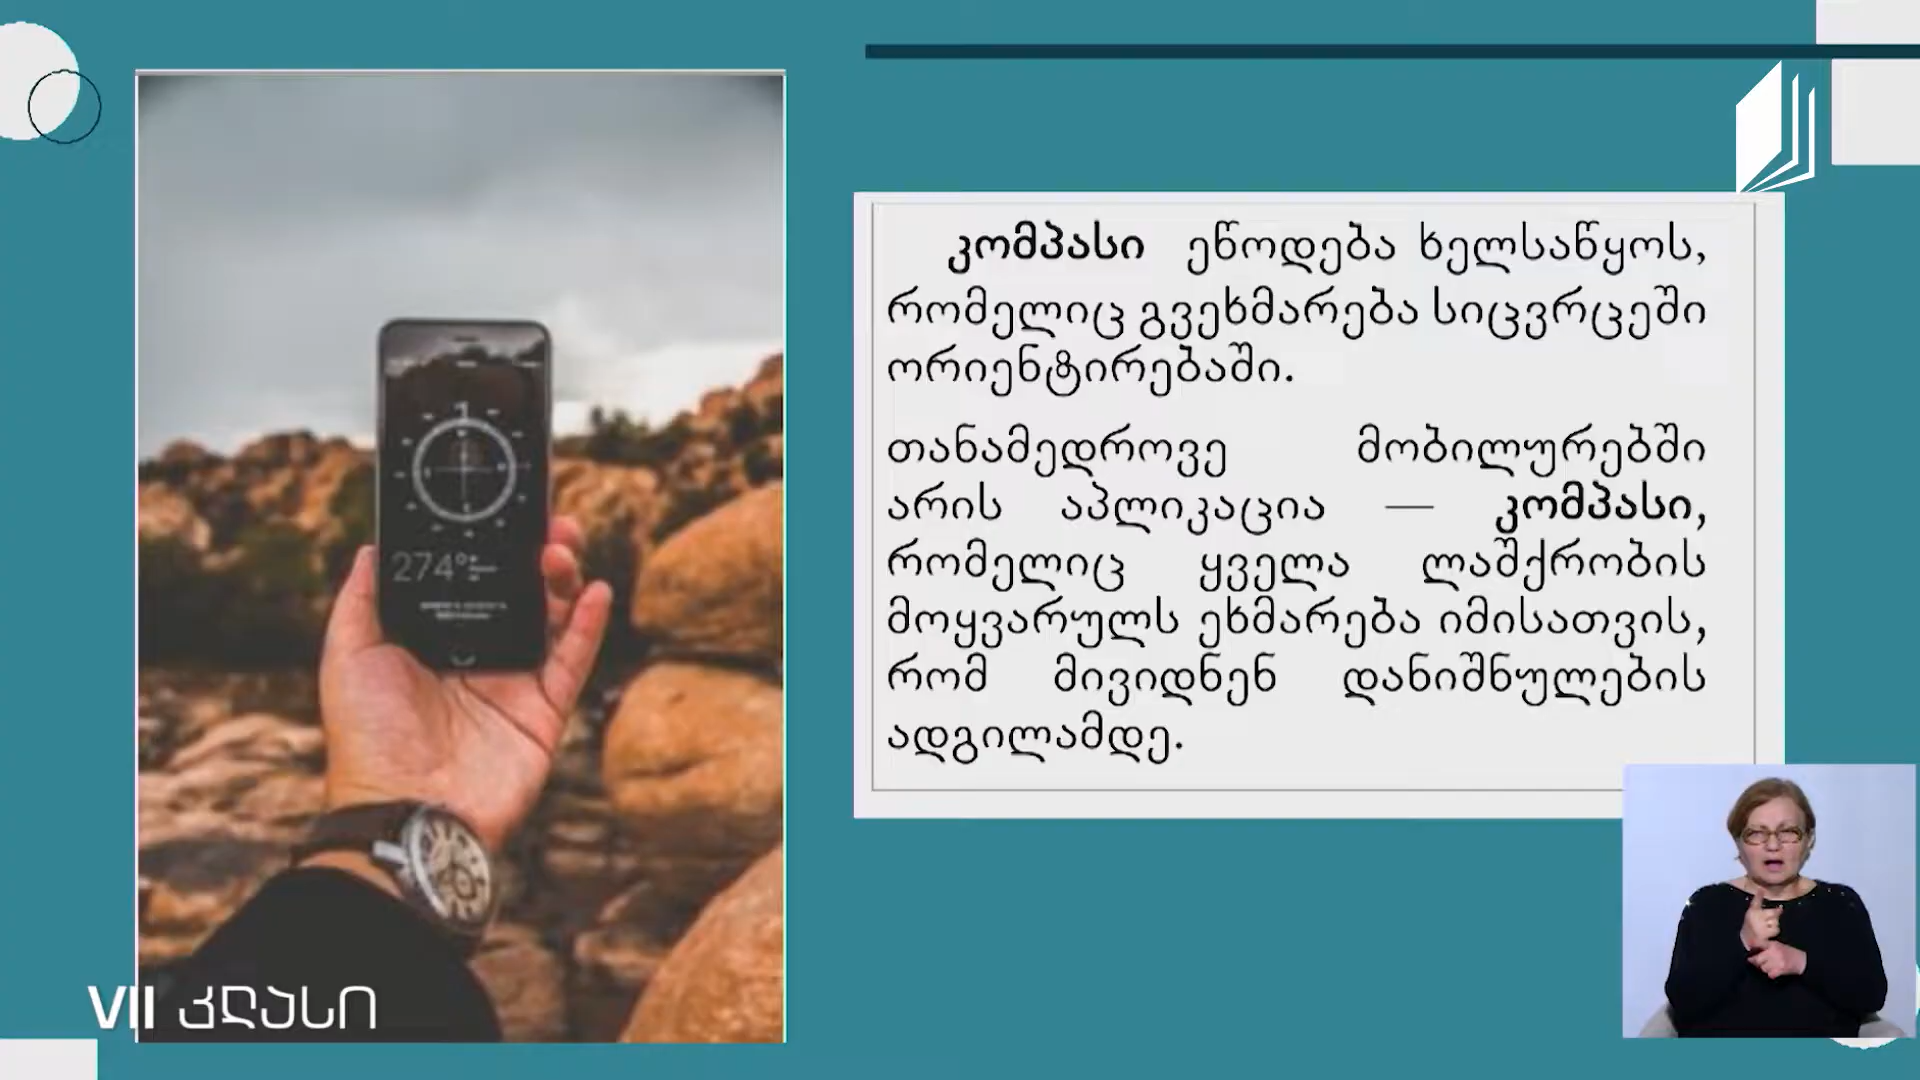 კომპასი ეწოდება ხელსაწყოს,
რომელიც გვეხმარება სივრცეში
ორიენტირებაში.
თანამედროვე მობილურებში
არის აპლიკაცია — კომპასი,
რომელიც ყველა ლაშქრობის
მოყვარულს ეხმარება იმისათვის,
რომ მივიდნენ დანიშნულების
ადგილამდე.
274°
VII კლასი